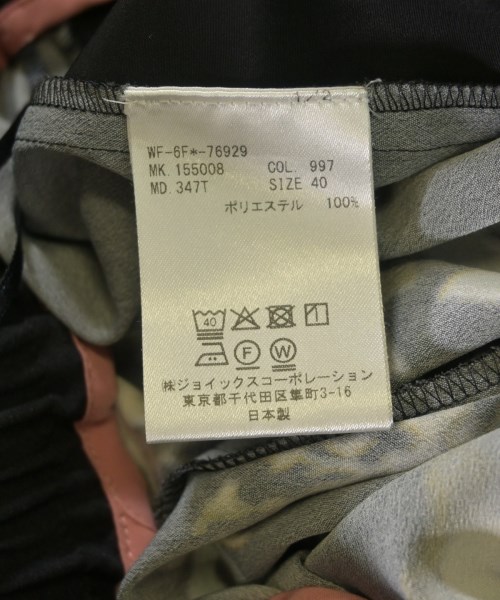 1/2
WF-6F*-76929
MK. 155008 COL. 997
MD. 347T SIZE 40
ポリエステル 100%
40
F W
㈱ジョイックスコーポレーション
東京都千代田区隼町3-16
日本製